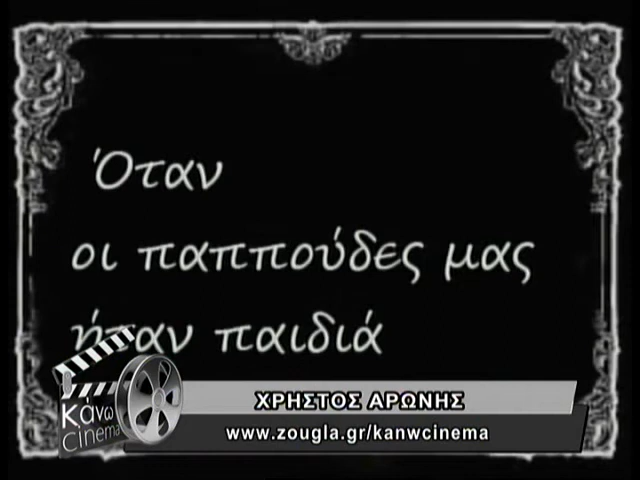 Όταν
οι παππούδες μας
ήταν παιδιά
ΧΡΗΣΤΟΣ ΑΡΩΝΗΣ
www.zougla.gr/kanwcinema
κάνω
cinema